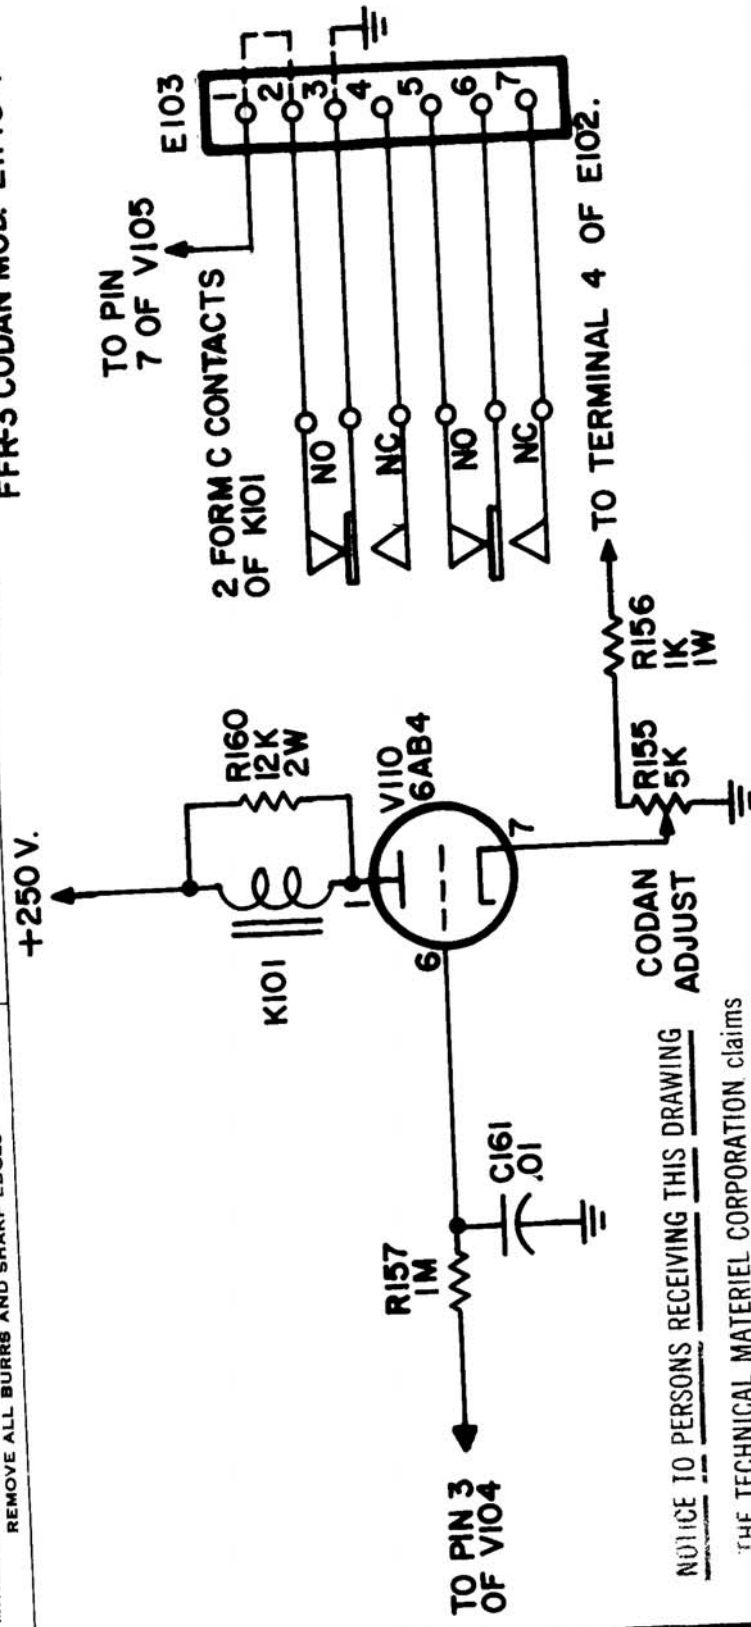 REMOVE ALL BURRS AND SHARP EDGES
FFR-3 CODAN MOD.
+250V.
K101
R160
12K
2W
1
V110
6AB4
6
7
R157
1M
TO PIN 3
OF V104
C161
.01
CODAN
ADJUST
R155
5K
R156
1K
1W
TO TERMINAL 4 OF E102.
TO PIN
7 OF V105
2 FORM C CONTACTS
OF K101
NO
NC
NO
NC
E103
1
2
3
4
5
6
7
NOTICE TO PERSONS RECEIVING THIS DRAWING
THE TECHNICAL MATERIEL CORPORATION claims